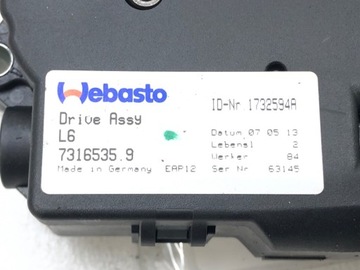 Webasto
ID-Nr 1732594A
Drive Assy
L6
7316535.9
Made in Germany EAP12
Datum 07 05 13
Lebensl 2
Werker 84
Ser Nr 63145